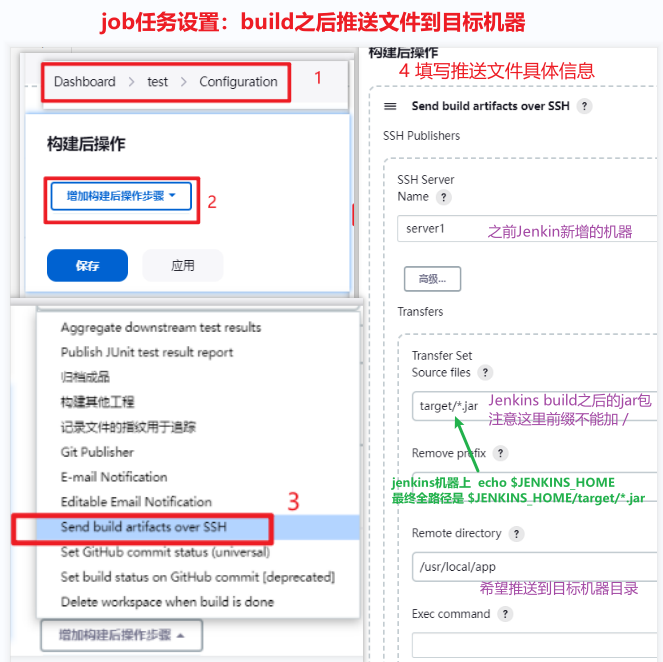 job任务设置：build之后推送文件到目标机器
Dashboard > test > Configuration
1
构建后操作
增加构建后操作步骤
2
保存
应用
Aggregate downstream test results
Publish JUnit test result report
归档成品
构建其他工程
记录文件的指纹用于追踪
Git Publisher
E-mail Notification
Editable Email Notification
3
Send build artifacts over SSH
Set GitHub commit status (universal)
Set build status on GitHub commit [deprecated]
Delete workspace when build is done
增加构建后操作步骤
构建后操作
4 填写推送文件具体信息
Send build artifacts over SSH ?
SSH Publishers
SSH Server
Name ?
server1
之前Jenkin新增的机器
高级...
Transfers
Transfer Set
Source files ?
target/*.jar
Jenkins build之后的jar包
注意这里前缀不能加 /
Remove prefix ?
jenkins机器上 echo $JENKINS_HOME
最终全路径是 $JENKINS_HOME/target/*.jar
Remote directory ?
/usr/local/app
希望推送到目标机器目录
Exec command ?